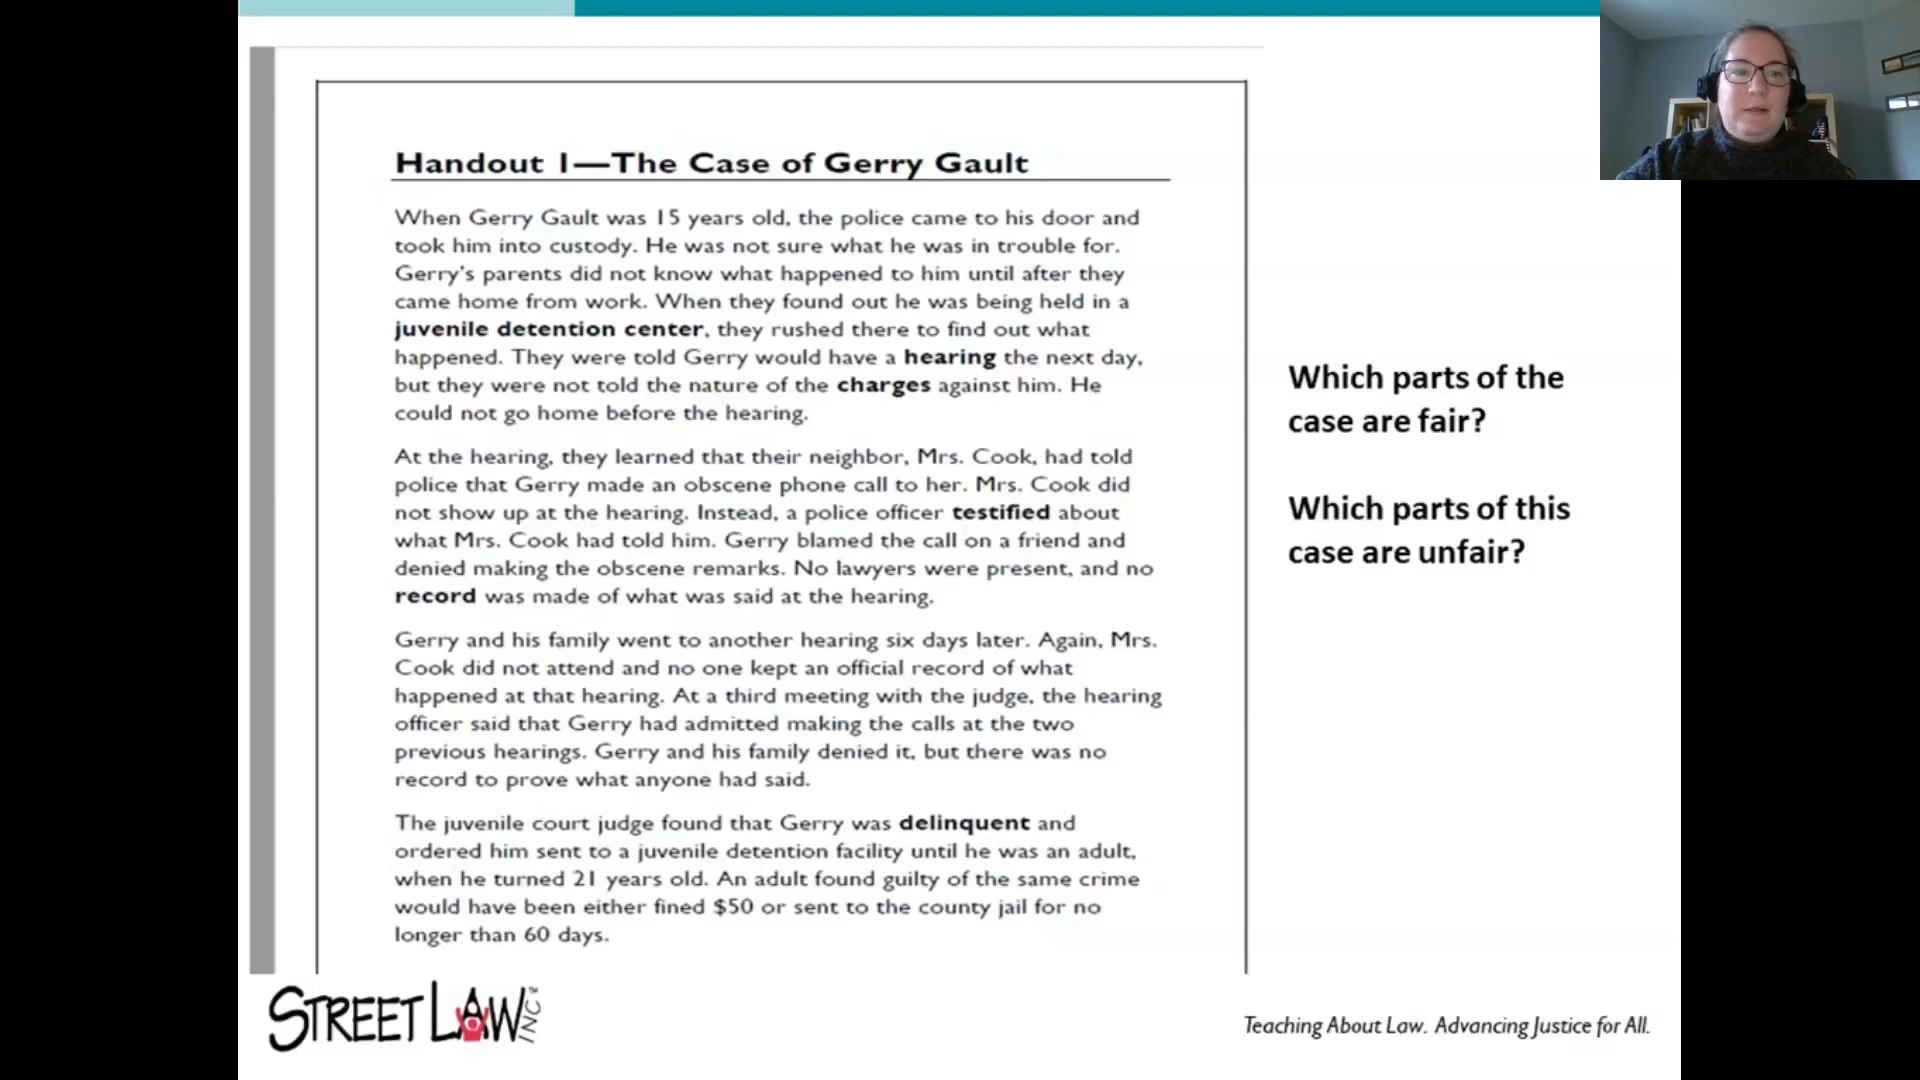 Handout 1—The Case of Gerry Gault
When Gerry Gault was 15 years old, the police came to his door and
took him into custody. He was not sure what he was in trouble for.
Gerry's parents did not know what happened to him until after they
came home from work. When they found out he was being held in a
juvenile detention center, they rushed there to find out what
happened. They were told Gerry would have a hearing the next day,
but they were not told the nature of the charges against him. He
could not go home before the hearing.
At the hearing, they learned that their neighbor, Mrs. Cook, had told
police that Gerry made an obscene phone call to her. Mrs. Cook did
not show up at the hearing. Instead, a police officer testified about
what Mrs. Cook had told him. Gerry blamed the call on a friend and
denied making the obscene remarks. No lawyers were present, and no
record was made of what was said at the hearing.
Gerry and his family went to another hearing six days later. Again, Mrs.
Cook did not attend and no one kept an official record of what
happened at that hearing. At a third meeting with the judge, the hearing
officer said that Gerry had admitted making the calls at the two
previous hearings. Gerry and his family denied it, but there was no
record to prove what anyone had said.
The juvenile court judge found that Gerry was delinquent and
ordered him sent to a juvenile detention facility until he was an adult,
when he turned 21 years old. An adult found guilty of the same crime
would have been either fined $50 or sent to the county jail for no
longer than 60 days.
Which parts of the
case are fair?
Which parts of this
case are unfair?
STREET LAW INC™
Teaching About Law. Advancing Justice for All.